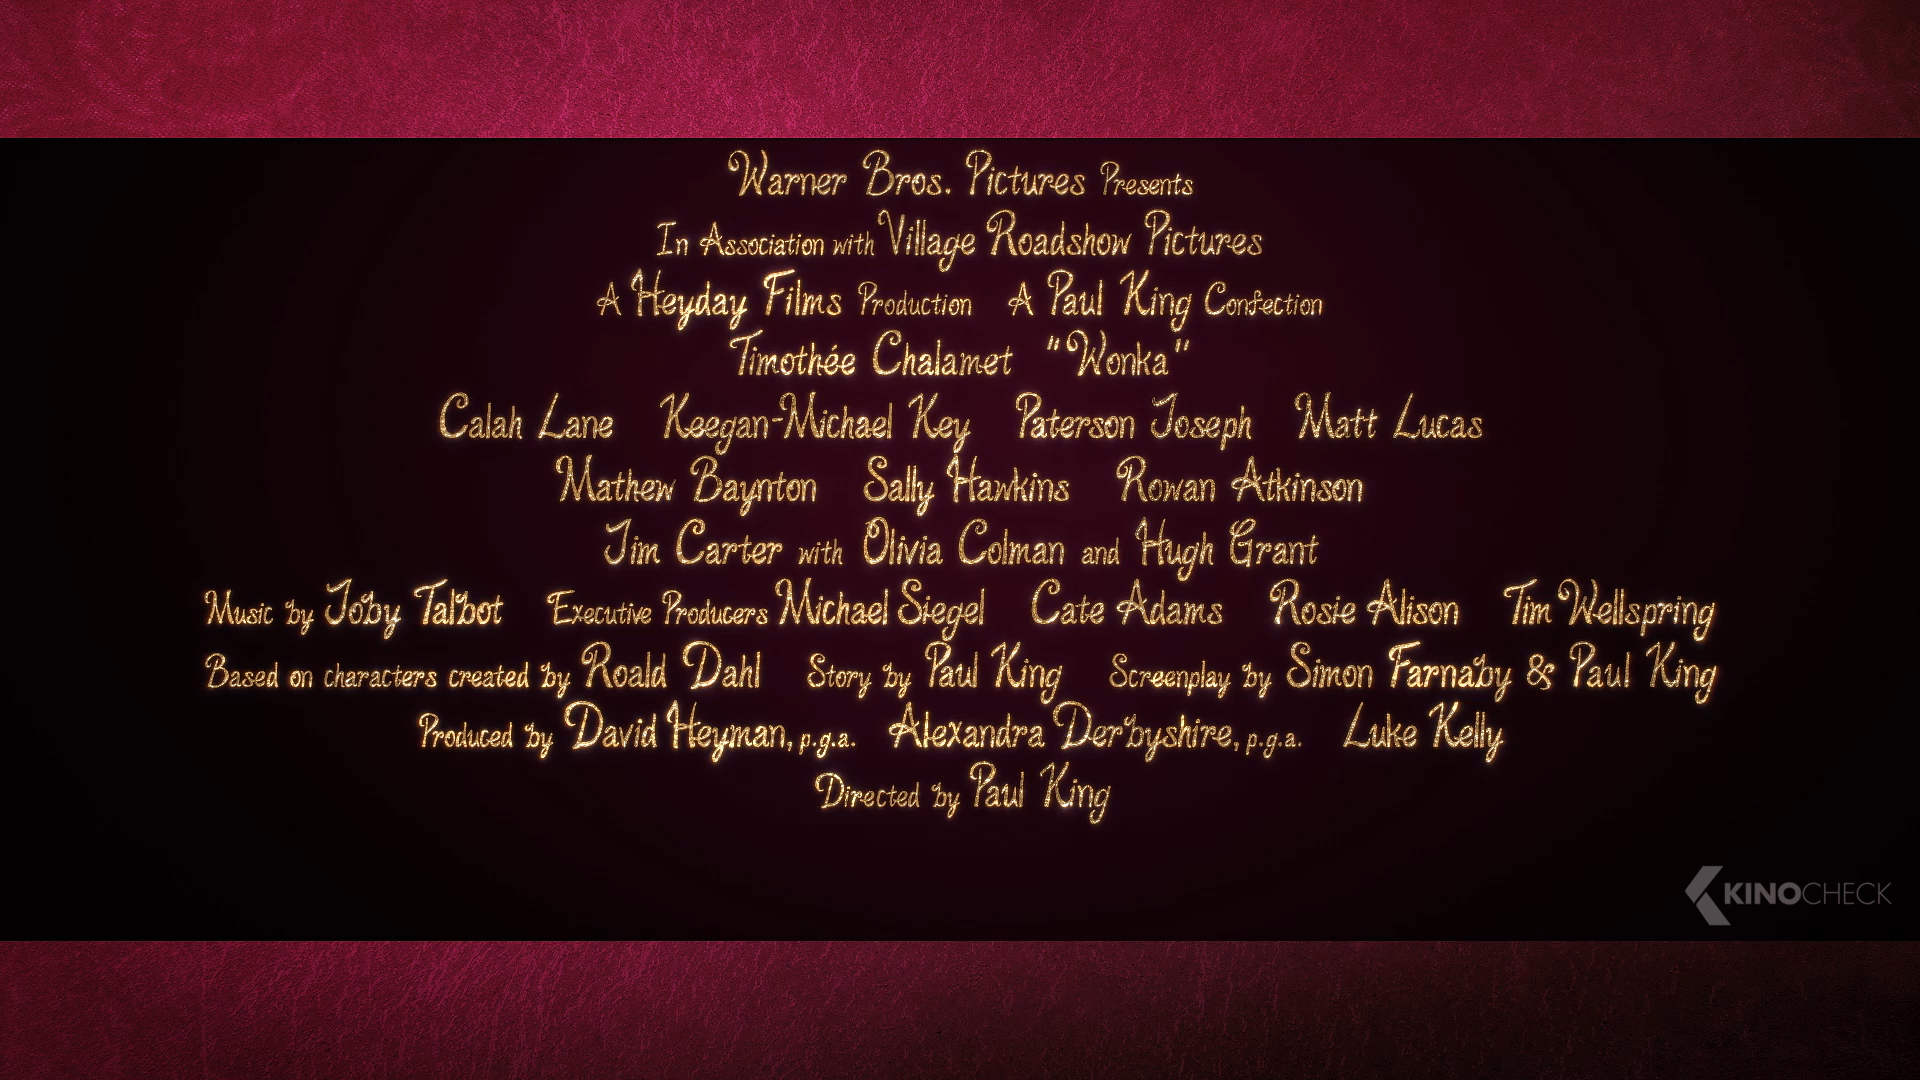 Warner Bros. Pictures Presents
In Association with Village Roadshow Pictures
A Heyday Films Production A Paul King Confection
Timothée Chalamet "Wonka"
Calah Lane Keegan-Michael Key Paterson Joseph Matt Lucas
Mathew Baynton Sally Hawkins Rowan Atkinson
Jim Carter with Olivia Colman and Hugh Grant
Music by Joby Talbot Executive Producers Michael Siegel Cate Adams Rosie Alison Tim Wellspring
Based on characters created by Roald Dahl Story by Paul King Screenplay by Simon Farnaby & Paul King
Produced by David Heyman, p.g.a. Alexandra Derbyshire, p.g.a. Luke Kelly
Directed by Paul King
KINOCHECK